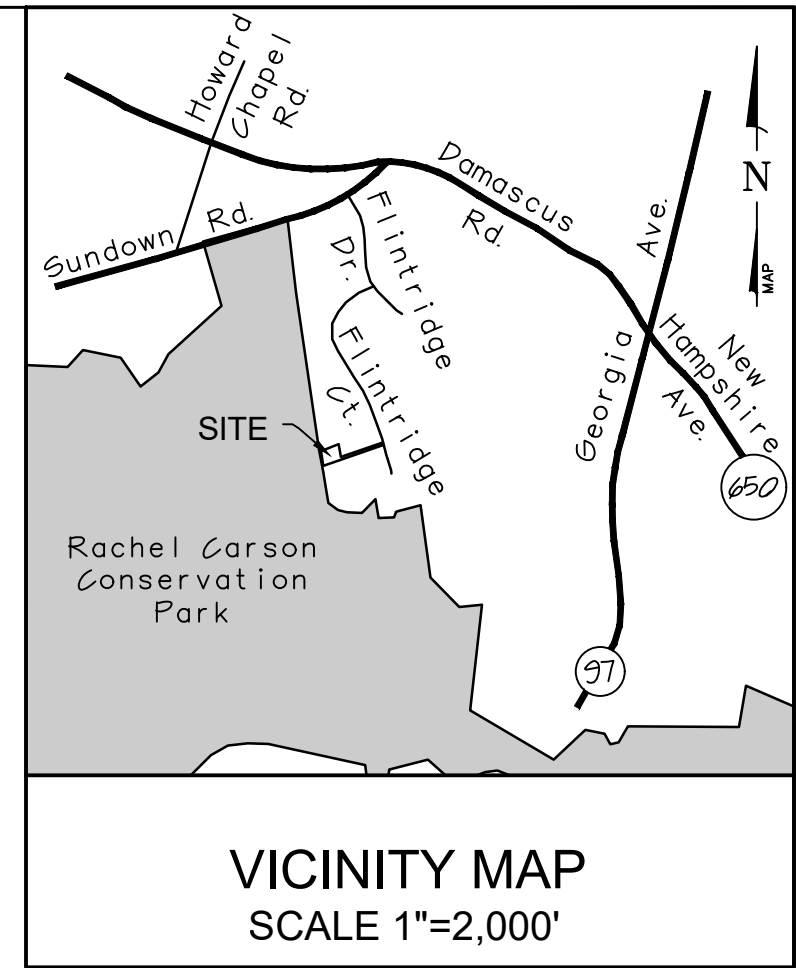 Howard
Chapel
Rd.
Damascus
Rd.
Ave.
N
MAP
Sundown Rd.
Flintridge
Dr.
Flintridge
Ct.
Georgia
New
Hampshire
Ave.
650
SITE
Rachel Carson
Conservation
Park
97
VICINITY MAP
SCALE 1"=2,000'